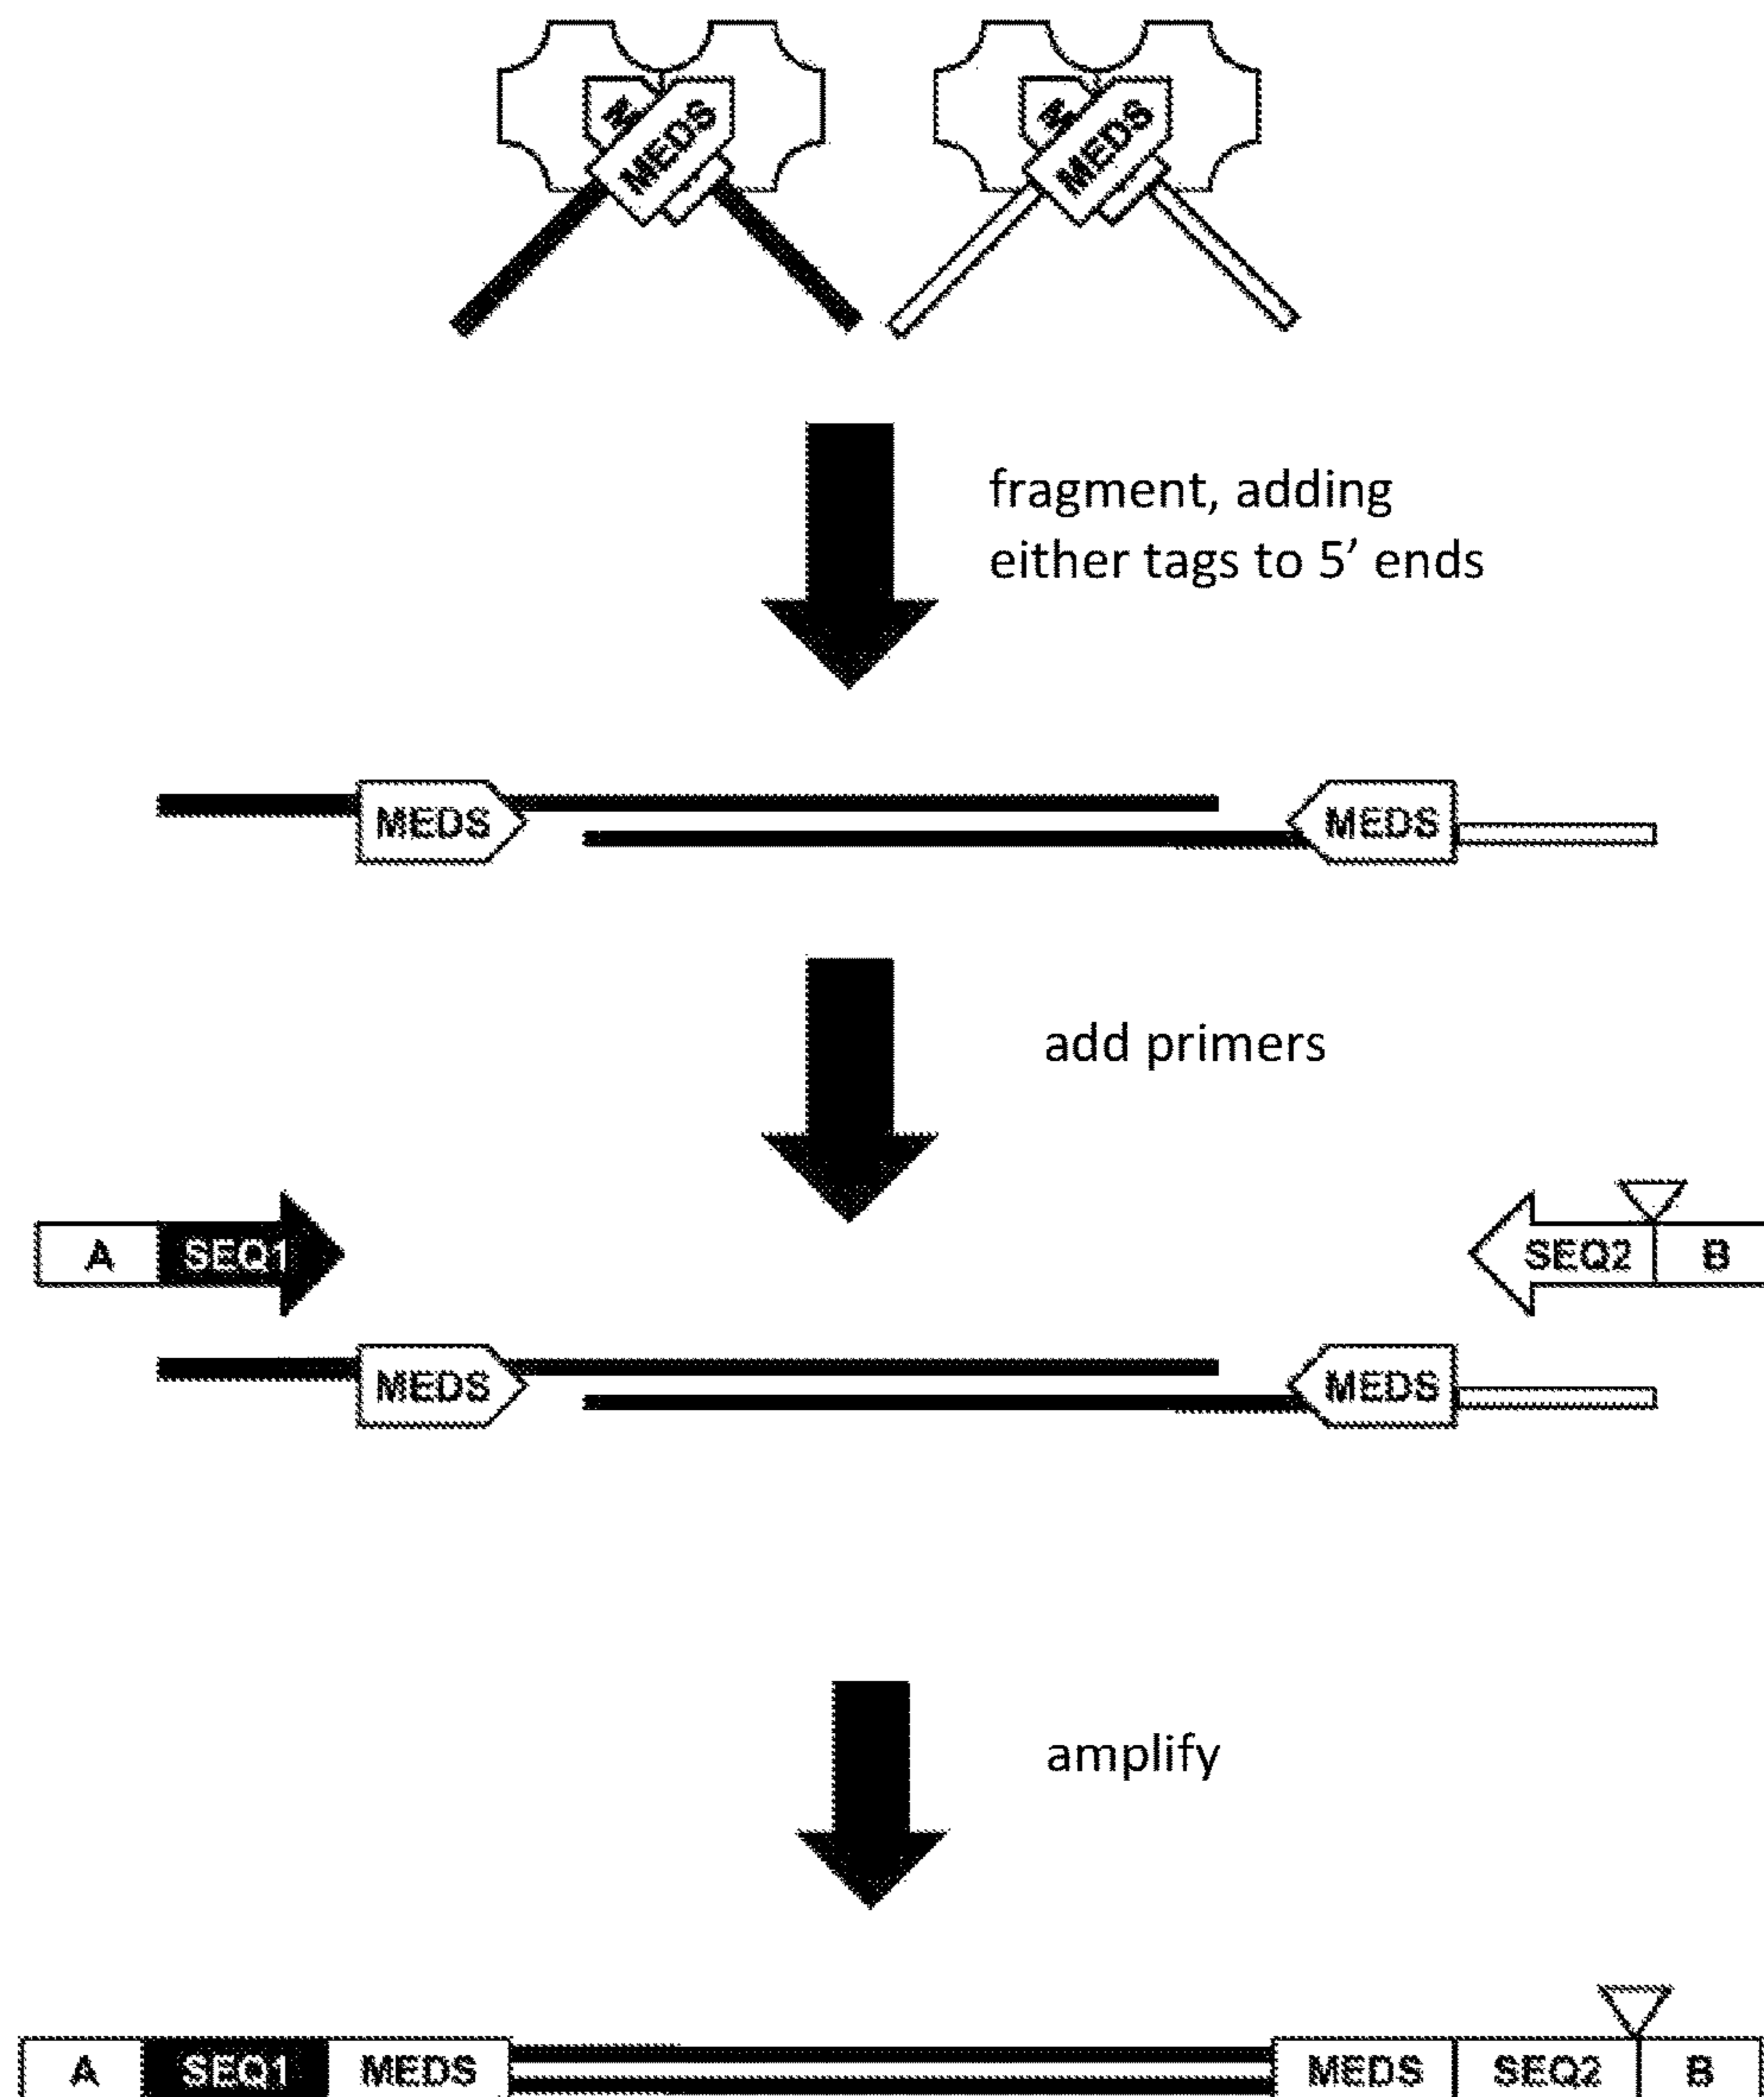 MEDS MEDS
fragment, adding
either tags to 5’ ends
MEDS MEDS
add primers
A SEQ1 SEQ2 B
MEDS MEDS
amplify
A SEQ1 MEDS MEDS SEQ2 B